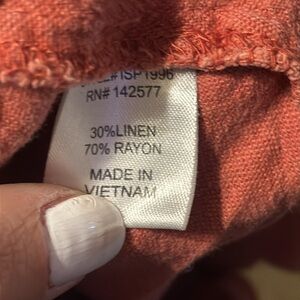 #ISP1996
RN# 142577
30%LINEN
70% RAYON
MADE IN
VIETNAM